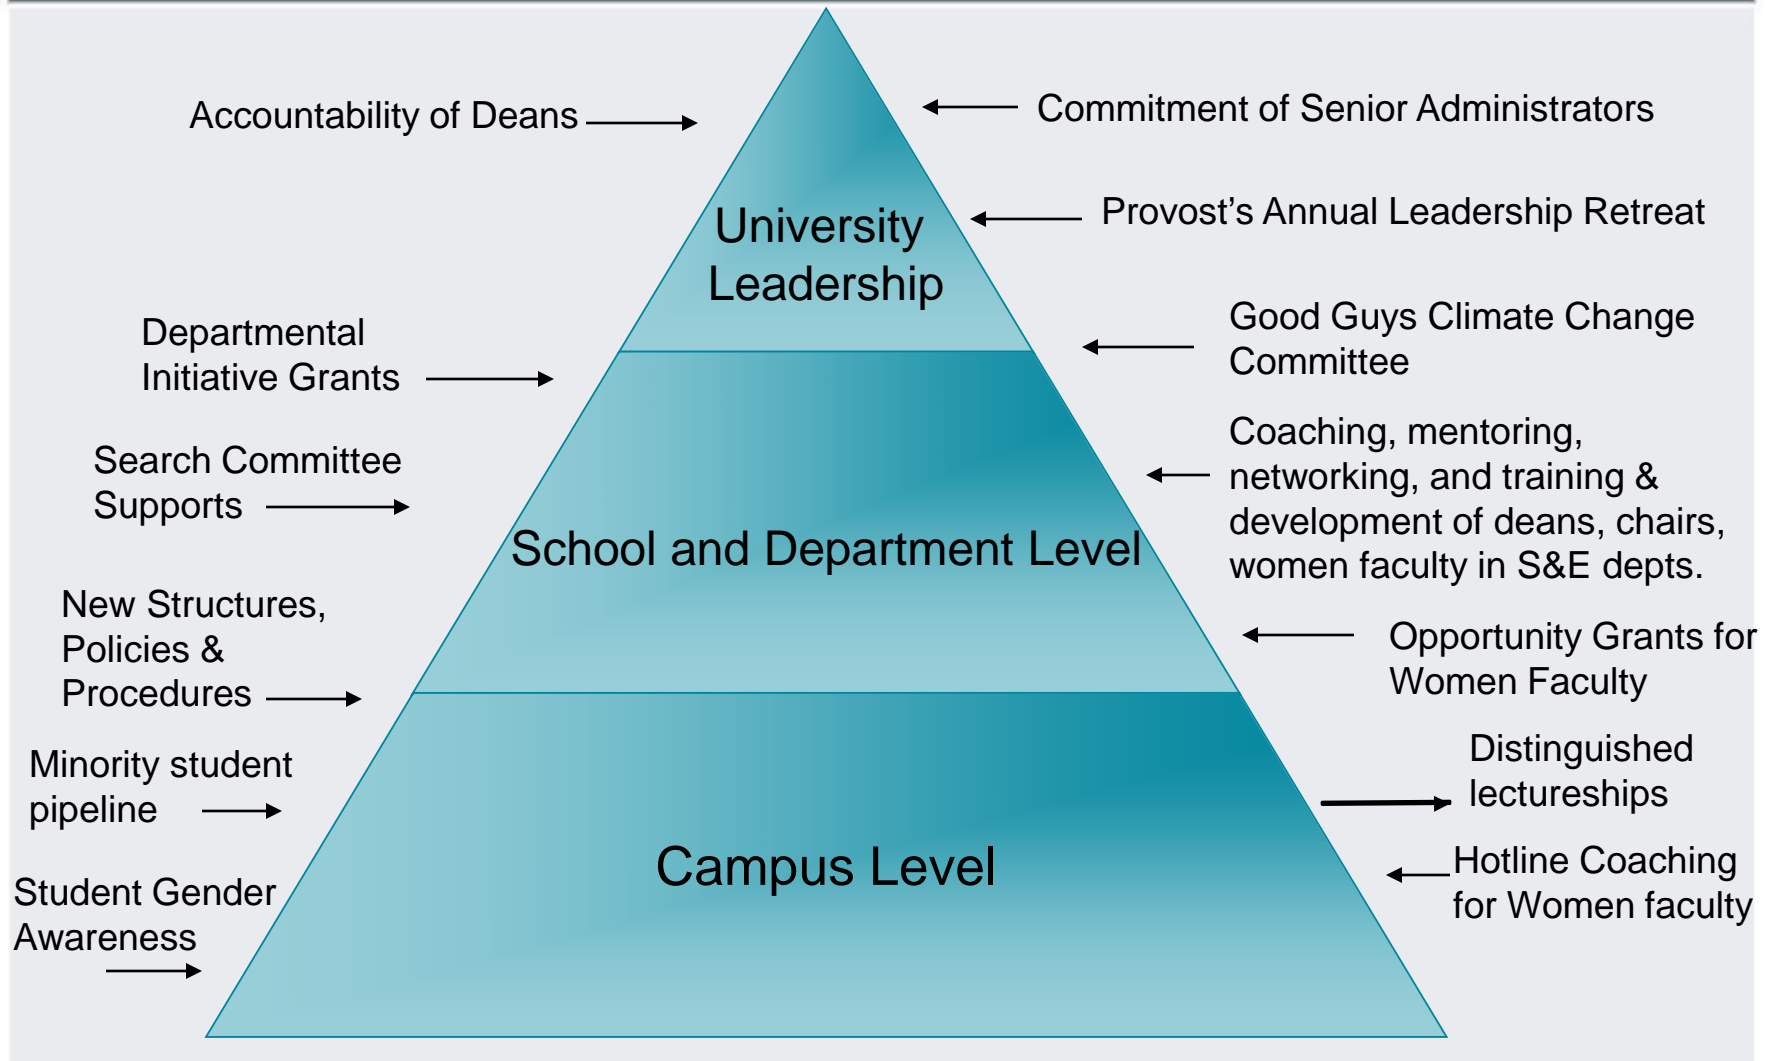 Accountability of Deans
Commitment of Senior Administrators
Provost’s Annual Leadership Retreat
University
Leadership
Departmental
Initiative Grants
Good Guys Climate Change
Committee
Search Committee
Supports
Coaching, mentoring,
networking, and training &
development of deans, chairs,
women faculty in S&E depts.
School and Department Level
New Structures,
Policies &
Procedures
Opportunity Grants for
Women Faculty
Minority student
pipeline
Distinguished
lectureships
Campus Level
Student Gender
Awareness
Hotline Coaching
for Women faculty